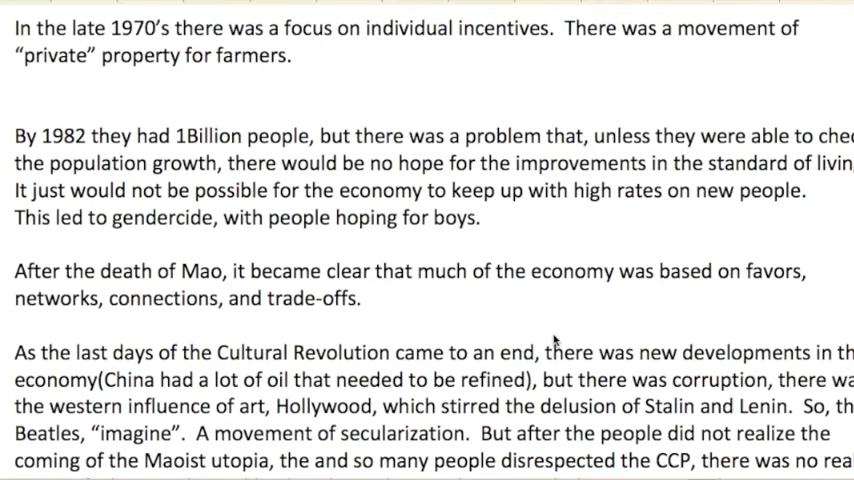 In the late 1970's there was a focus on individual incentives.  There was a movement of
"private" property for farmers.
By 1982 they had 1Billion people, but there was a problem that, unless they were able to
the population growth, there would be no hope for the improvements in the standard of
It just would not be possible for the economy to keep up with high rates on new people.
This led to gendercide, with people hoping for boys.
After the death of Mao, it became clear that much of the economy was based on favors,
networks, connections, and trade-offs.
As the last days of the Cultural Revolution came to an end, there was new developments in
economy(China had a lot of oil that needed to be refined), but there was corruption, there
the western influence of art, Hollywood, which stirred the delusion of Stalin and Lenin.  So,
Beatles, "imagine".  A movement of secularization.  But after the people did not realize the
coming of the Maoist utopia, the and so many people disrespected the CCP, there was no